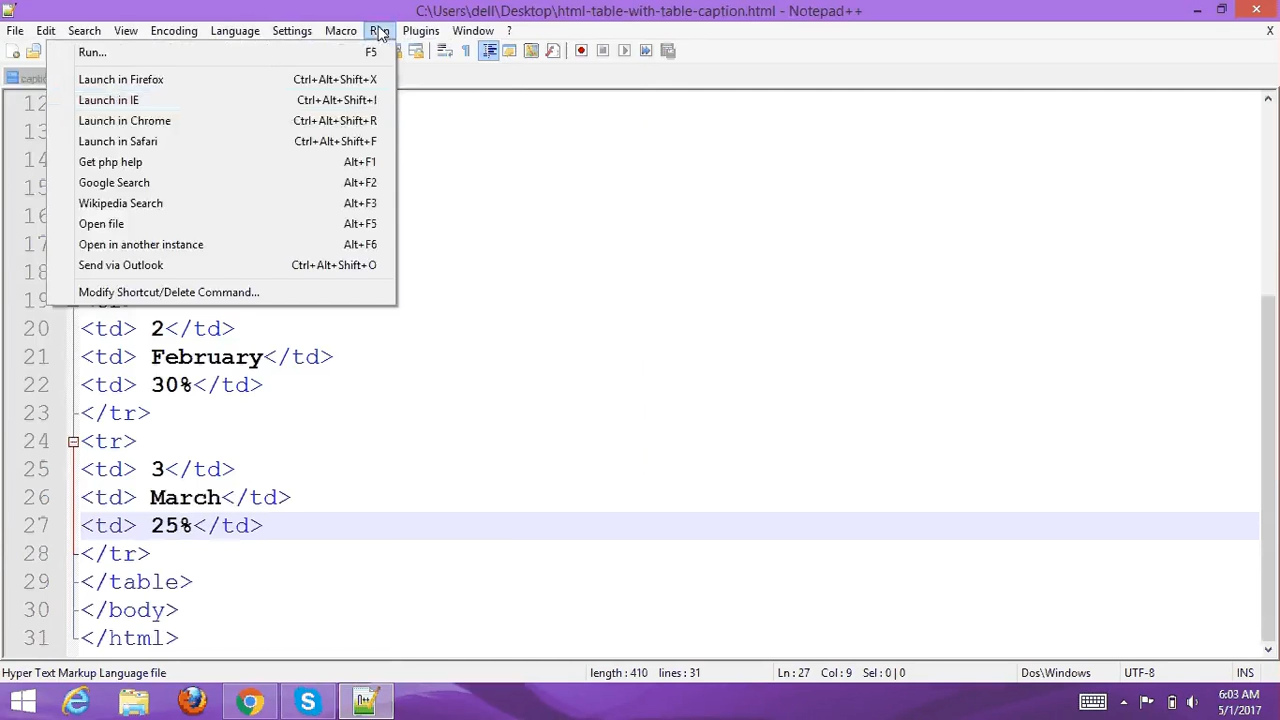 C:\Users\dell\Desktop\html-table-with-table-caption.html - Notepad++
File Edit Search View Encoding Language Settings Macro Run Plugins Window ? X
Run... F5
Launch in Firefox Ctrl+Alt+Shift+X
Launch in IE Ctrl+Alt+Shift+I
Launch in Chrome Ctrl+Alt+Shift+R
Launch in Safari Ctrl+Alt+Shift+F
Get php help Alt+F1
Google Search Alt+F2
Wikipedia Search Alt+F3
Open file Alt+F5
Open in another instance Alt+F6
Send via Outlook Ctrl+Alt+Shift+O
Modify Shortcut/Delete Command...
20 <td> 2</td>
21 <td> February</td>
22 <td> 30%</td>
23 </tr>
24 <tr>
25 <td> 3</td>
26 <td> March</td>
27 <td> 25%</td>
28 </tr>
29 </table>
30 </body>
31 </html>
Hyper Text Markup Language file length : 410 lines : 31 Ln : 27 Col : 9 Sel : 0 | 0 Dos\Windows UTF-8 INS
6:03 AM
5/1/2017